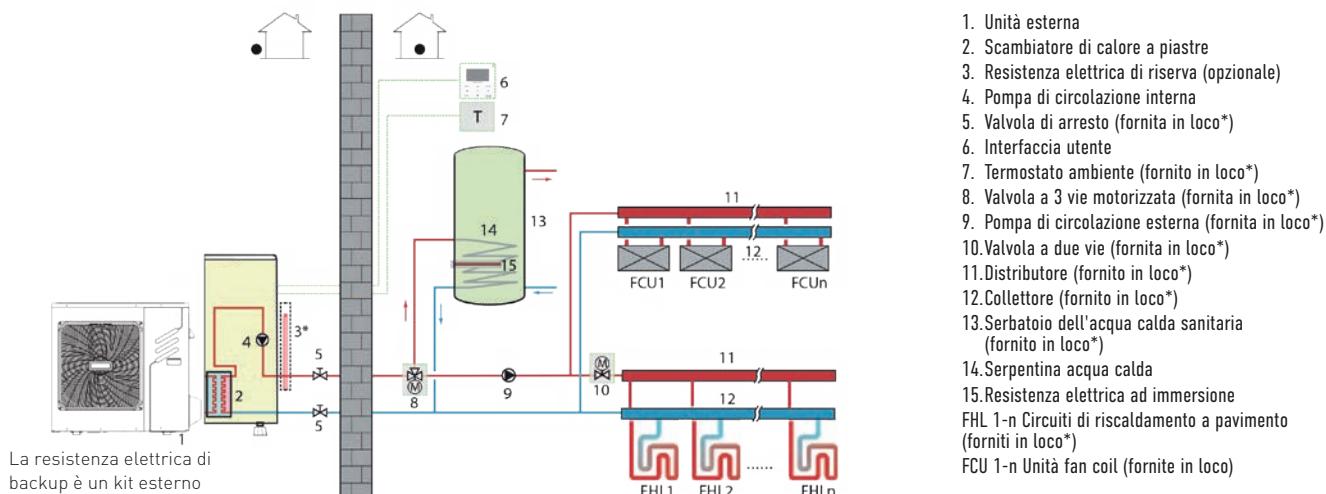 6
T
7
13
14
15
11
12
FCU1
FCU2
FCUn
......
4
3*
5
2
5
1
M
8
9
M
10
11
12
......
FHL1
FHL2
FHLn
La resistenza elettrica di
backup è un kit esterno
1. Unità esterna
2. Scambiatore di calore a piastre
3. Resistenza elettrica di riserva (opzionale)
4. Pompa di circolazione interna
5. Valvola di arresto (fornita in loco*)
6. Interfaccia utente
7. Termostato ambiente (fornito in loco*)
8. Valvola a 3 vie motorizzata (fornita in loco*)
9. Pompa di circolazione esterna (fornita in loco*)
10.Valvola a due vie (fornita in loco*)
11.Distributore (fornito in loco*)
12.Collettore (fornito in loco*)
13.Serbatoio dell'acqua calda sanitaria
(fornito in loco*)
14.Serpentina acqua calda
15.Resistenza elettrica ad immersione
FHL 1-n Circuiti di riscaldamento a pavimento
(forniti in loco*)
FCU 1-n Unità fan coil (fornite in loco)